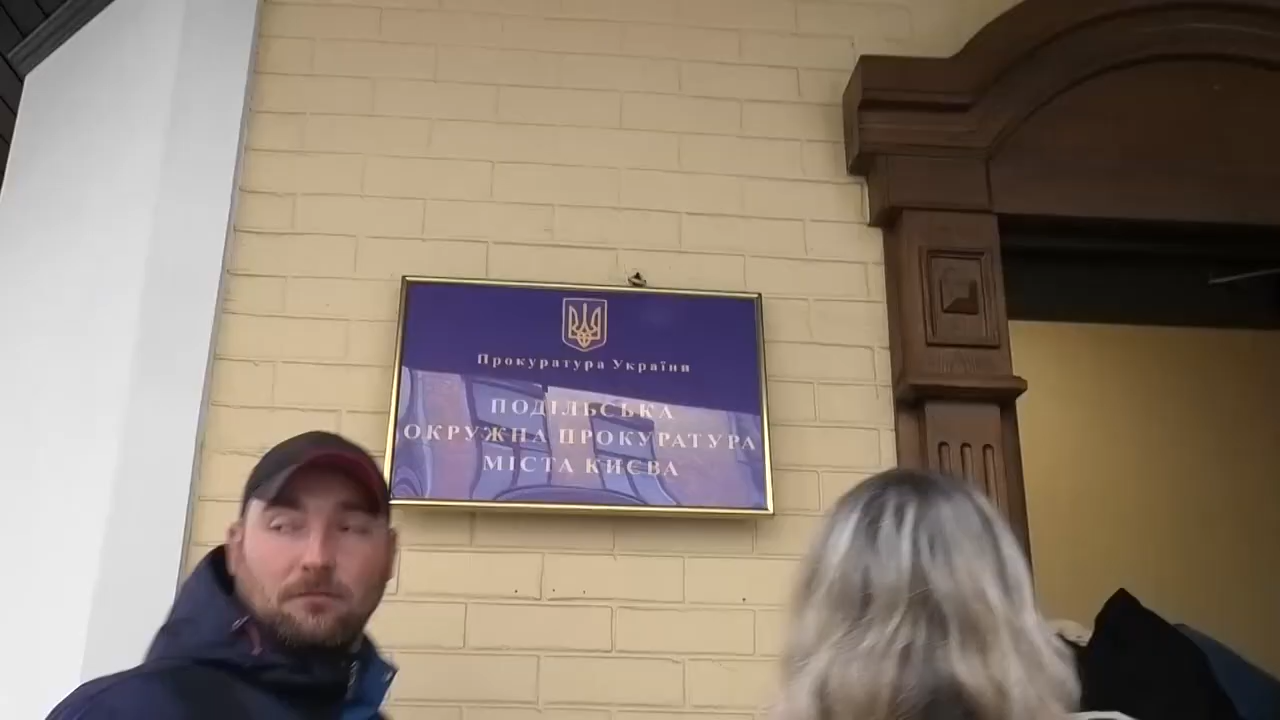 Прокуратура України
ПОДІЛЬСЬКА
ОКРУЖНА ПРОКУРАТУРА
МІСТА КИЄВА